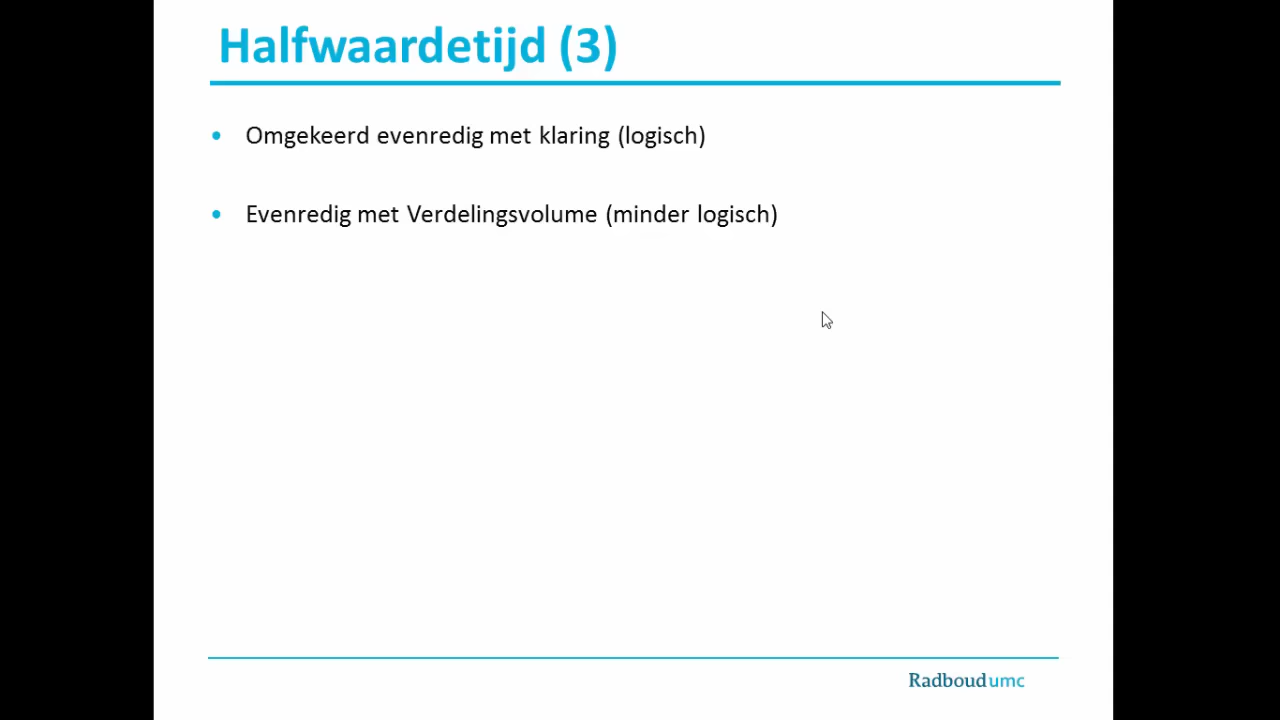 Halfwaardetijd (3)
• Omgekeerd evenredig met klaring (logisch)
• Evenredig met Verdelingsvolume (minder logisch)
Radboudumc